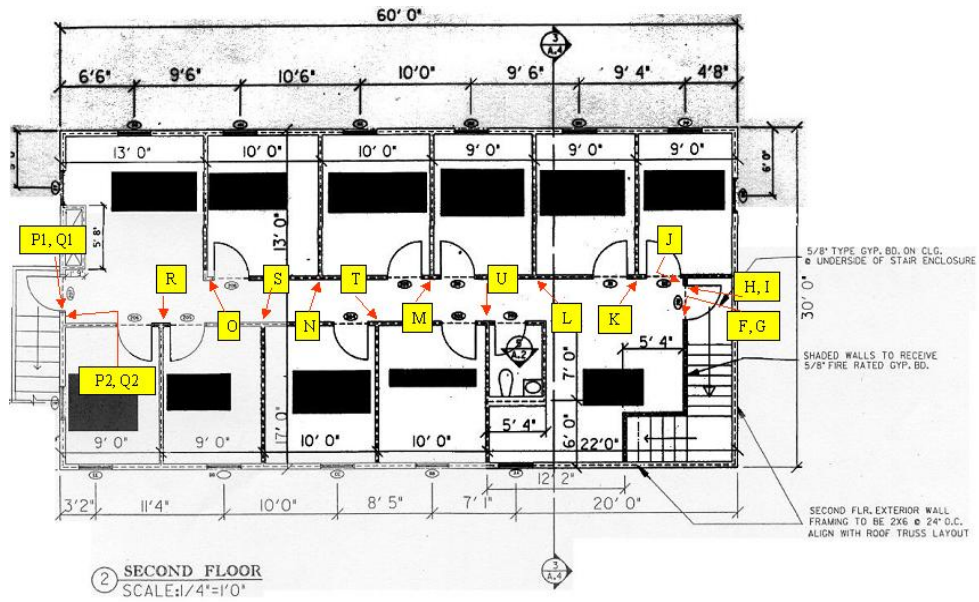 60' 0"
3
A.4
6'6" 9'6" 10'6" 10'0" 9' 6" 9' 4" 4'8"
13' 0" 10' 0" 10' 0" 9' 0" 9' 0" 9' 0"
6' 0"
5' 8"
13' 0"
P1, Q1
J
5/8" TYPE GYP. BD. ON CLG.
@ UNDERSIDE OF STAIR ENCLOSURE
R S T U
H, I
30' 0"
O N M L K
F, G
5' 4"
5
A.2
SHADED WALLS TO RECEIVE
5/8" FIRE RATED GYP. BD.
P2, Q2
7' 0"
17' 0"
9' 0" 9' 0" 10' 0" 10' 0" 5' 4" 6' 0" 22'0"
12' 2"
3'2" 11'4" 10'0" 8' 5" 7' 1" 20' 0"
SECOND FLR. EXTERIOR WALL
FRAMING TO BE 2X6 @ 24" O.C.
ALIGN WITH ROOF TRUSS LAYOUT
2 SECOND FLOOR
SCALE:1/4"=1'0"
3
A.4